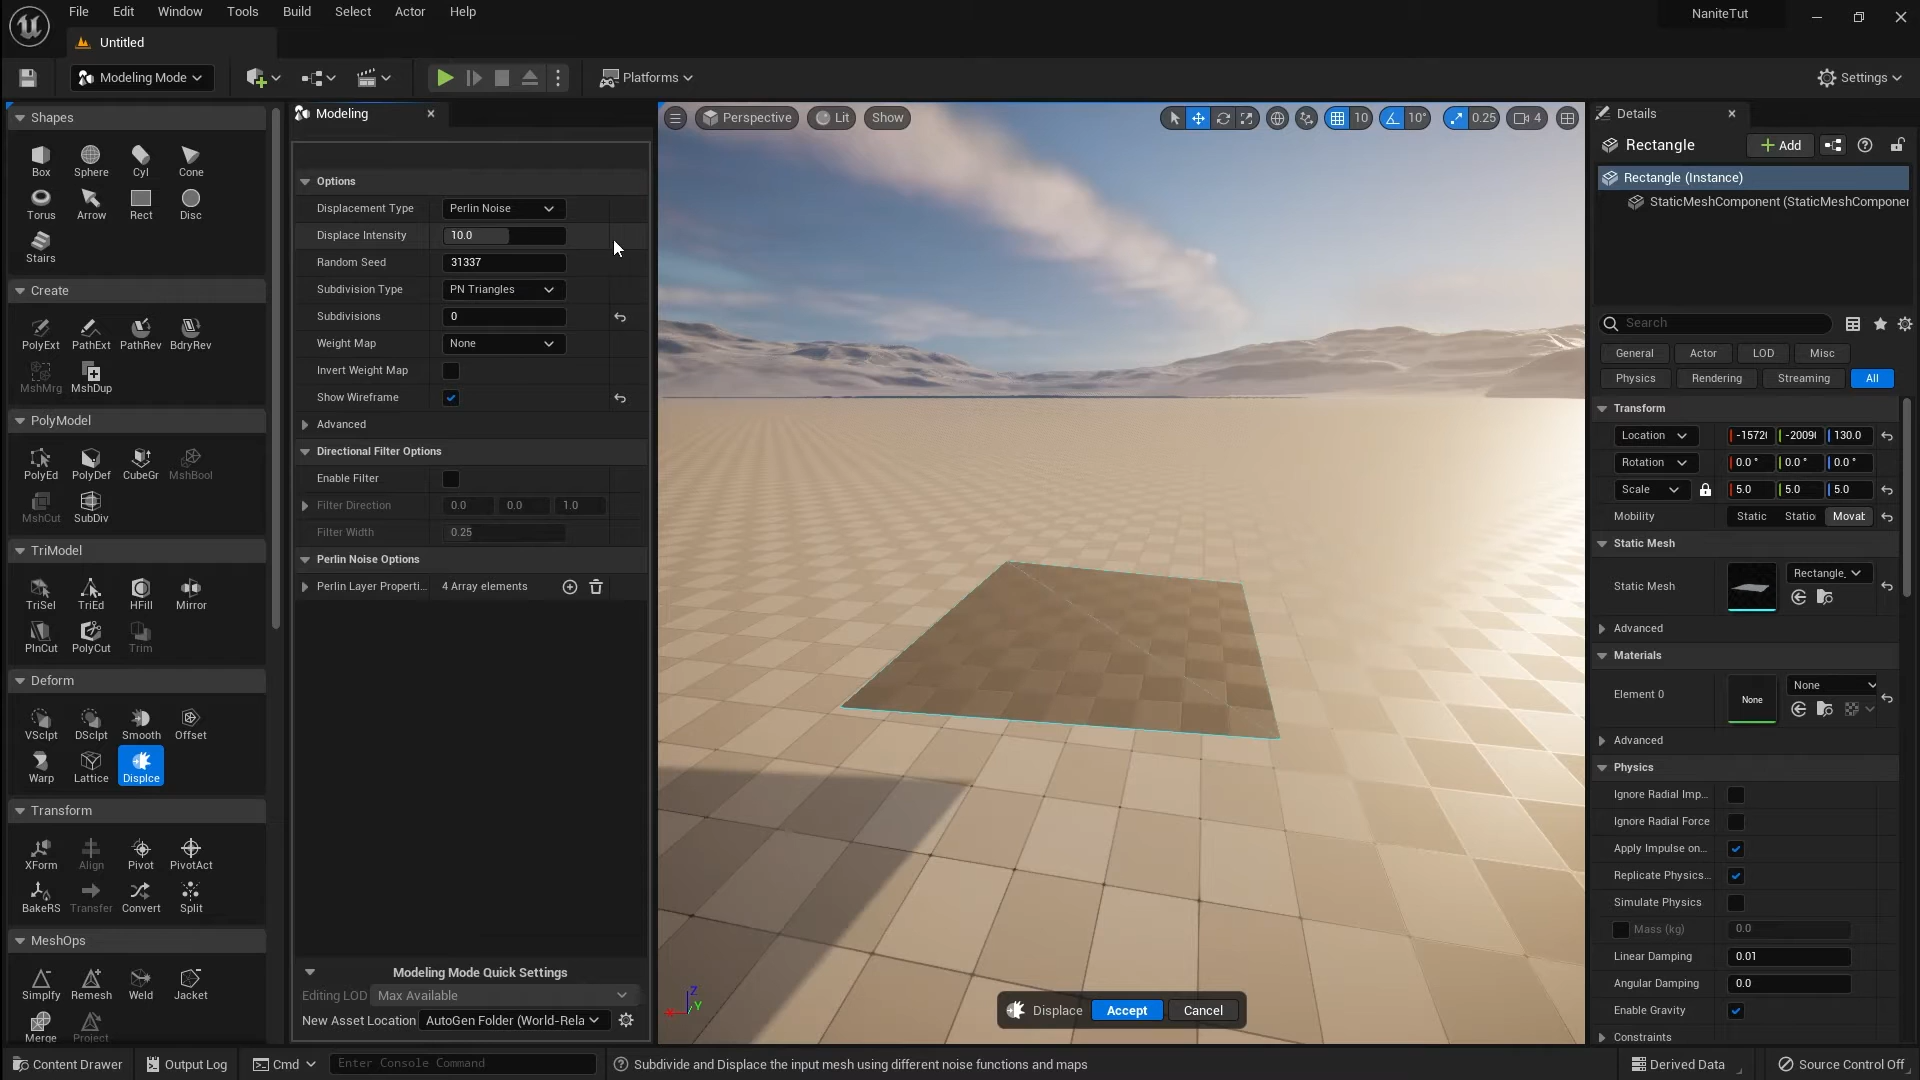 File Edit Window Tools Build Select Actor Help
NaniteTut
Untitled
Modeling Mode
Platforms
Settings
Shapes
Box Sphere Cyl Cone
Torus Arrow Rect Disc
Stairs
Create
PolyExt PathExt PathRev BdryRev
MshMrg MshDup
PolyModel
PolyEd PolyDef CubeGr MshBool
MshCut SubDiv
TriModel
TriSel TriEd HFill Mirror
PlnCut PolyCut Trim
Deform
VSclpt DSclpt Smooth Offset
Warp Lattice Displce
Transform
XForm Align Pivot PivotAct
BakeRS Transfer Convert Split
MeshOps
Simplfy Remesh Weld Jacket
Merge Project
Modeling
Options
Displacement Type Perlin Noise
Displace Intensity 10.0
Random Seed 31337
Subdivision Type PN Triangles
Subdivisions 0
Weight Map None
Invert Weight Map
Show Wireframe
Advanced
Directional Filter Options
Enable Filter
Filter Direction 0.0 0.0 1.0
Filter Width 0.25
Perlin Noise Options
Perlin Layer Properti... 4 Array elements
Modeling Mode Quick Settings
Editing LOD Max Available
New Asset Location AutoGen Folder (World-Rela
Perspective Lit Show
10 10° 0.25 4
Z
Y
X
Displace Accept Cancel
Details
Rectangle
Add
Rectangle (Instance)
StaticMeshComponent (StaticMeshComponer
Search
General Actor LOD Misc
Physics Rendering Streaming All
Transform
Location -1572( -2009( 130.0
Rotation 0.0 ° 0.0 ° 0.0 °
Scale 5.0 5.0 5.0
Mobility Static Statio Movab
Static Mesh
Static Mesh Rectangle_
Advanced
Materials
Element 0 None None
Advanced
Physics
Ignore Radial Imp...
Ignore Radial Force
Apply Impulse on...
Replicate Physics...
Simulate Physics
Mass (kg) 0.0
Linear Damping 0.01
Angular Damping 0.0
Enable Gravity
Constraints
Content Drawer Output Log Cmd Enter Console Command
Subdivide and Displace the input mesh using different noise functions and maps
Derived Data Source Control Off